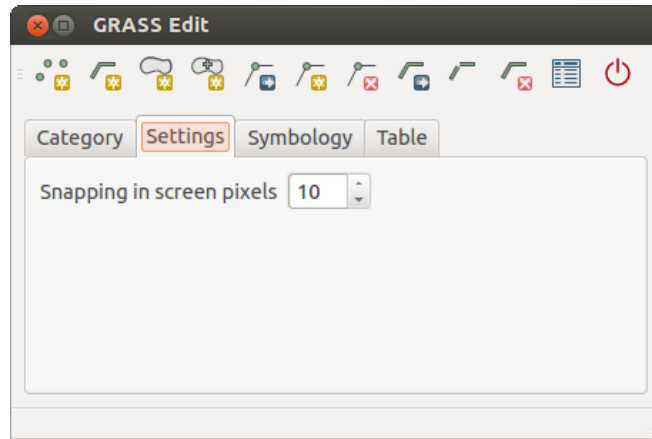 GRASS Edit
Category Settings Symbology Table
Snapping in screen pixels 10